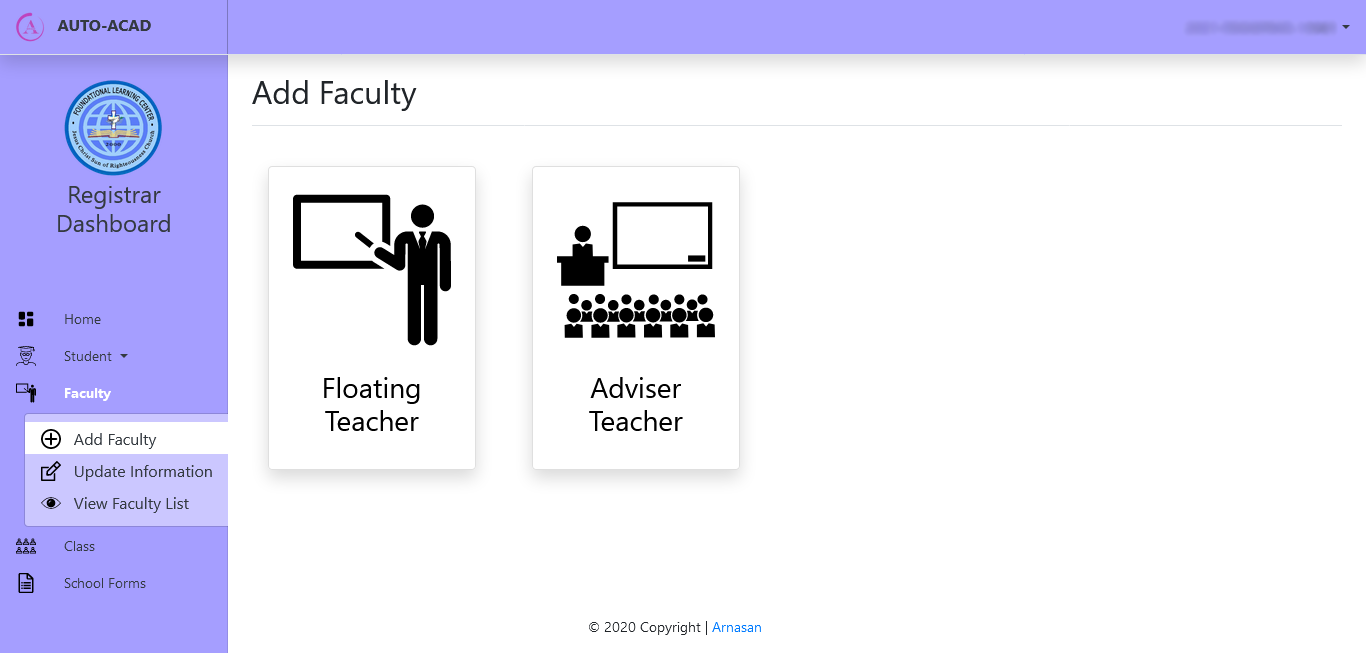 AUTO-ACAD
FOUNDATIONAL LEARNING CENTER
Jesus Christ Son of Righteousness Church
2000
Registrar
Dashboard
Home
Student
Faculty
Add Faculty
Update Information
View Faculty List
Class
School Forms
Add Faculty
Floating
Teacher
Adviser
Teacher
© 2020 Copyright | Arnasan